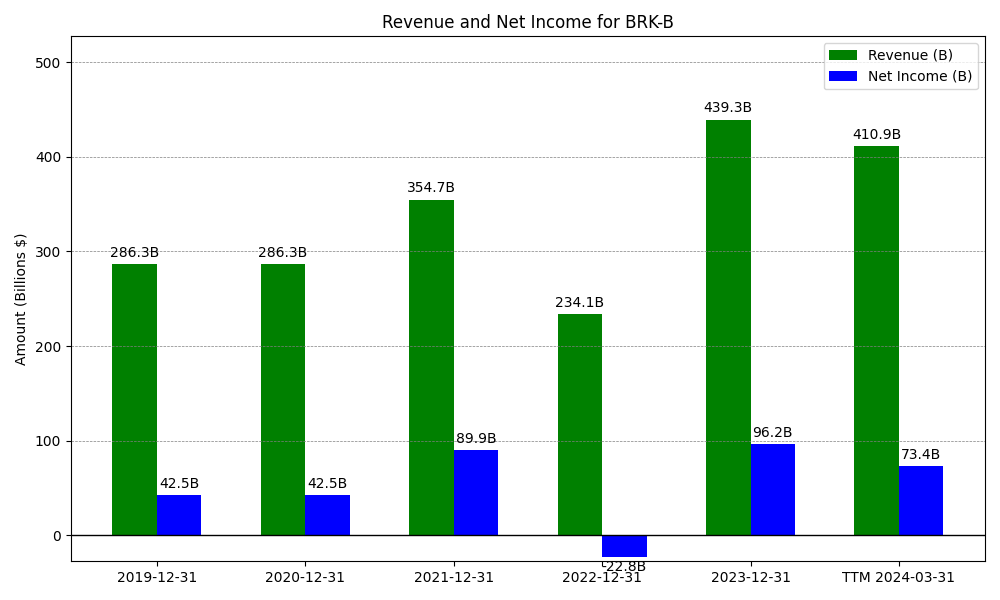 Revenue and Net Income for BRK-B
Revenue (B)
Net Income (B)
Amount (Billions $)
500
400
300
200
100
0
286.3B
42.5B
286.3B
42.5B
354.7B
89.9B
234.1B
-22.8B
439.3B
96.2B
410.9B
73.4B
2019-12-31
2020-12-31
2021-12-31
2022-12-31
2023-12-31
TTM 2024-03-31